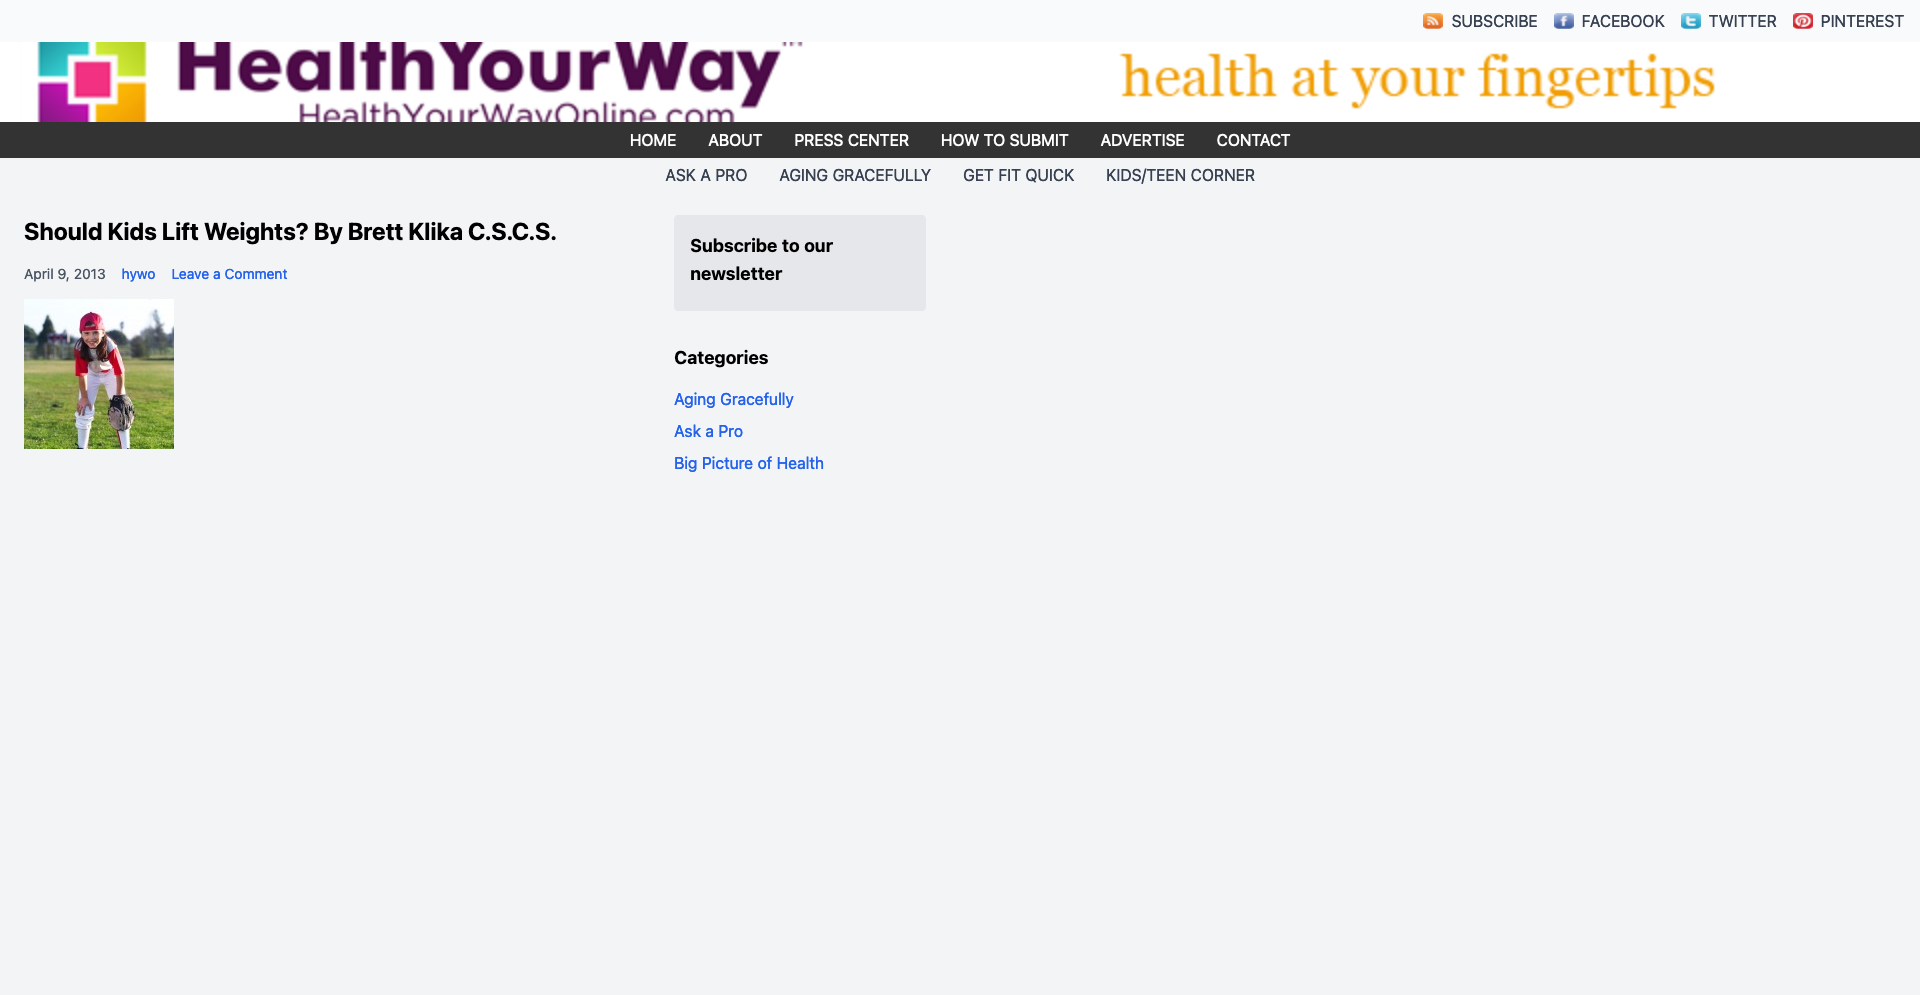 SUBSCRIBE FACEBOOK TWITTER PINTEREST
HealthYourWay
HealthYourWayOnline.com
health at your fingertips
HOME ABOUT PRESS CENTER HOW TO SUBMIT ADVERTISE CONTACT
ASK A PRO AGING GRACEFULLY GET FIT QUICK KIDS/TEEN CORNER
Should Kids Lift Weights? By Brett Klika C.S.C.S.
April 9, 2013 hywo Leave a Comment
Subscribe to our
newsletter
Categories
Aging Gracefully
Ask a Pro
Big Picture of Health